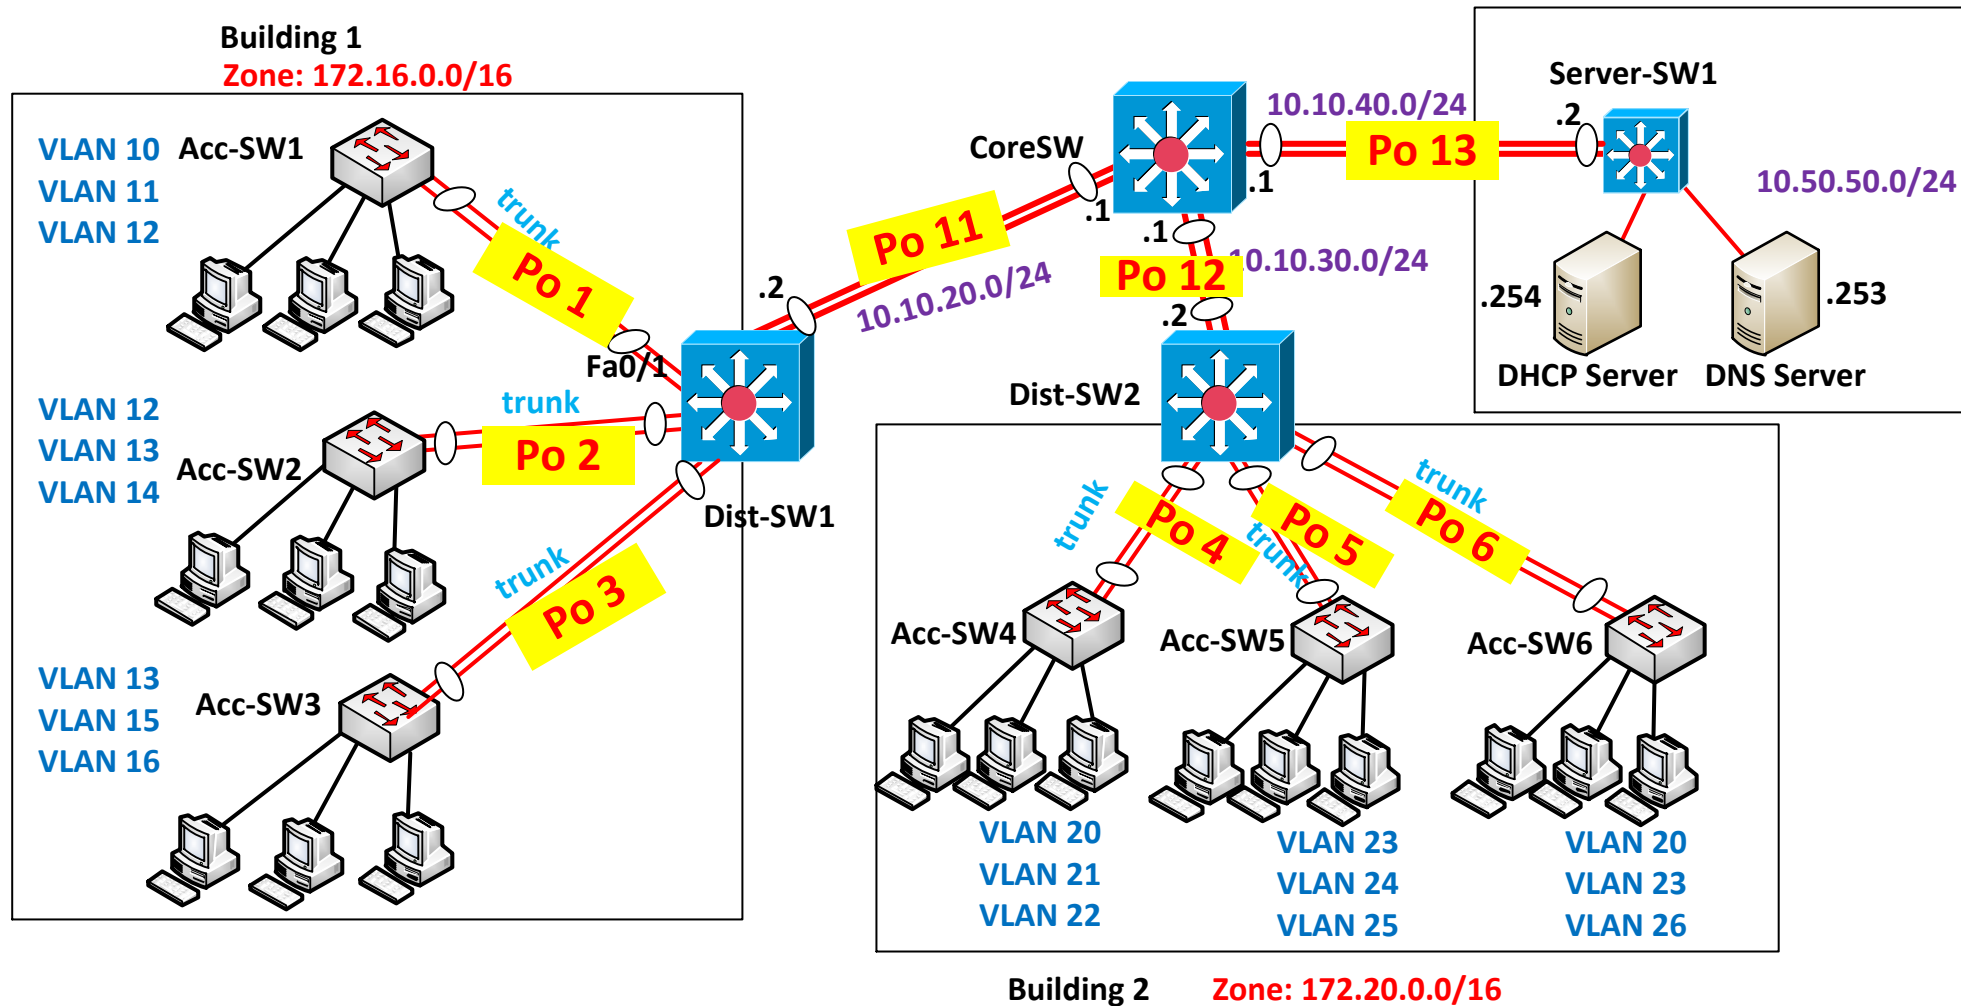 Building 1
Zone: 172.16.0.0/16
VLAN 10
VLAN 11
VLAN 12
Acc-SW1
trunk
Po 1
Fa0/1
VLAN 12
VLAN 13
VLAN 14
Acc-SW2
trunk
Po 2
Dist-SW1
VLAN 13
VLAN 15
VLAN 16
Acc-SW3
trunk
Po 3
.2
Po 11
10.10.20.0/24
.1
CoreSW
.1
10.10.40.0/24
Po 13
.2
Server-SW1
10.50.50.0/24
.254
.253
DHCP Server
DNS Server
.1
Po 12
10.10.30.0/24
.2
Dist-SW2
trunk
Po 4
Po 5
trunk
trunk
Po 6
Acc-SW4
Acc-SW5
Acc-SW6
VLAN 20
VLAN 21
VLAN 22
VLAN 23
VLAN 24
VLAN 25
VLAN 20
VLAN 23
VLAN 26
Building 2
Zone: 172.20.0.0/16